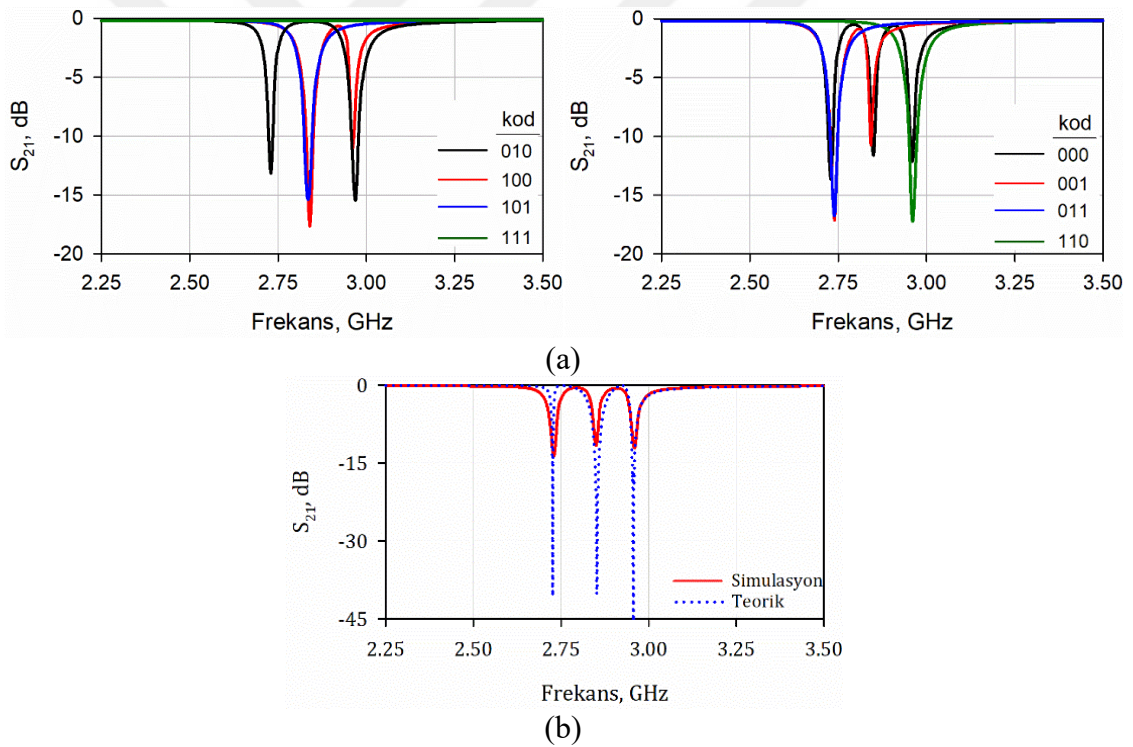 0
-5
-10
-15
-20
S21, dB
2.25 2.50 2.75 3.00 3.25 3.50
Frekans, GHz
kod
010
100
101
111
0
-5
-10
-15
-20
S21, dB
2.25 2.50 2.75 3.00 3.25 3.50
Frekans, GHz
kod
000
001
011
110
(a)
0
-15
-30
-45
S21, dB
2.25 2.50 2.75 3.00 3.25 3.50
Frekans, GHz
Simulasyon
Teorik
(b)